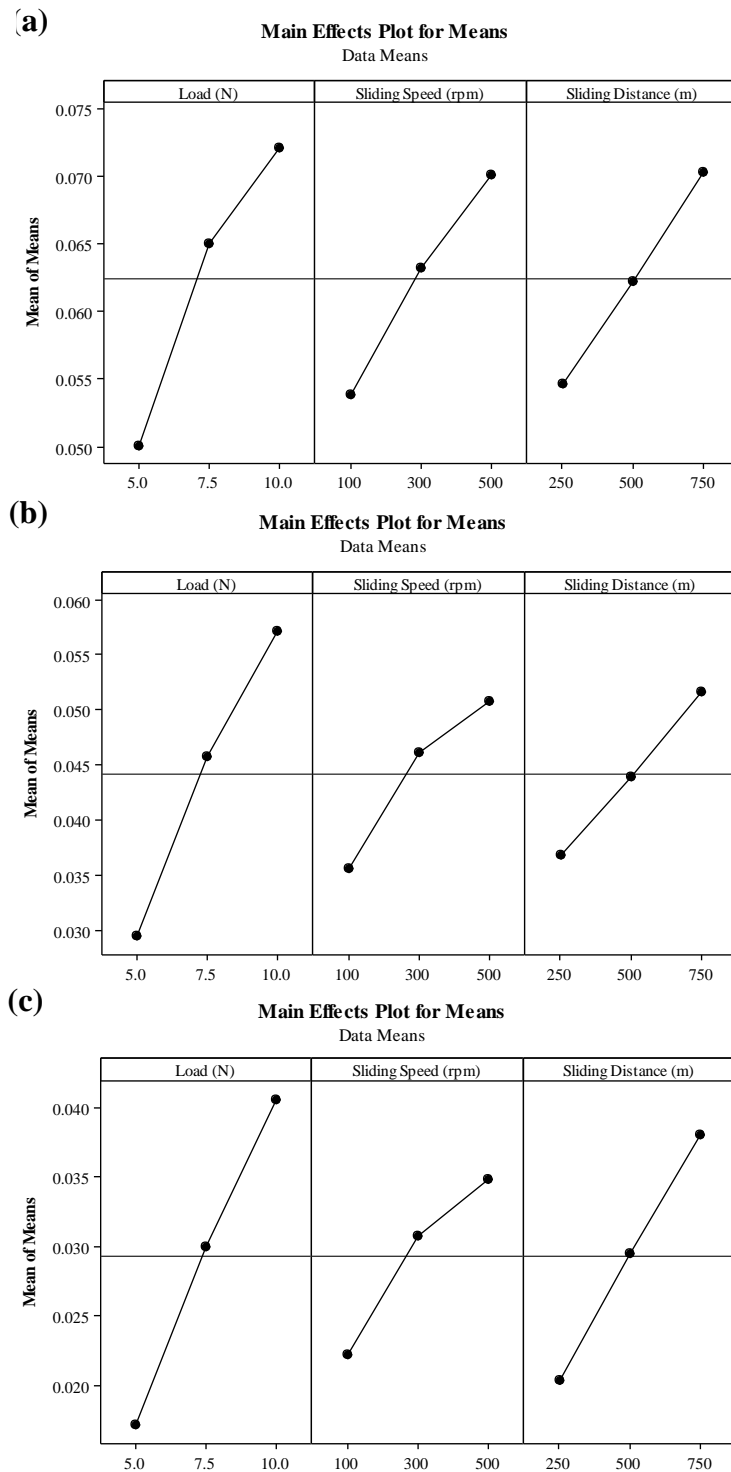 (a)
Main Effects Plot for Means
Data Means
Load (N) Sliding Speed (rpm) Sliding Distance (m)
Mean of Means
0.075
0.070
0.065
0.060
0.055
0.050
5.0 7.5 10.0 100 300 500 250 500 750
(b)
Main Effects Plot for Means
Data Means
Load (N) Sliding Speed (rpm) Sliding Distance (m)
Mean of Means
0.060
0.055
0.050
0.045
0.040
0.035
0.030
5.0 7.5 10.0 100 300 500 250 500 750
(c)
Main Effects Plot for Means
Data Means
Load (N) Sliding Speed (rpm) Sliding Distance (m)
Mean of Means
0.040
0.035
0.030
0.025
0.020
5.0 7.5 10.0 100 300 500 250 500 750